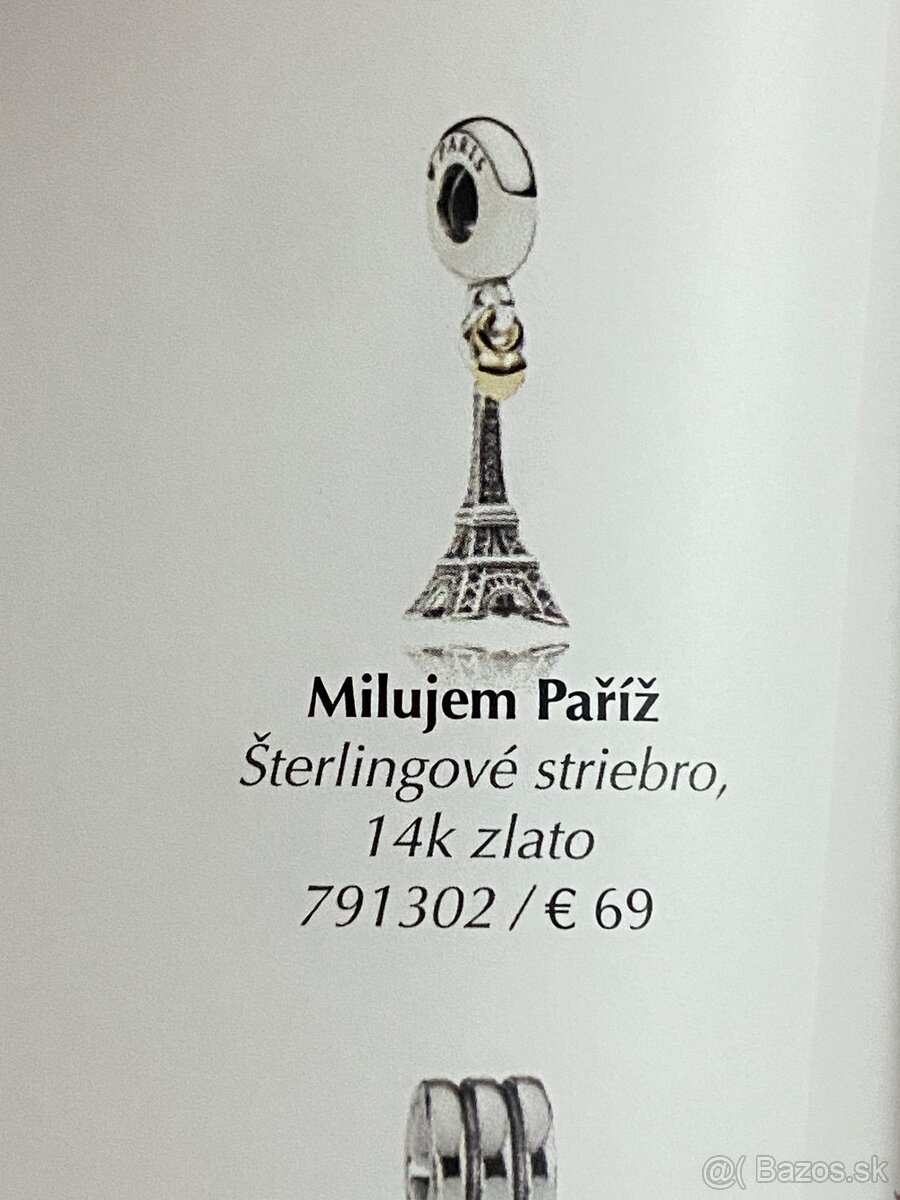 PARIS
Milujem Paříž
Šterlingové striebro,
14k zlato
791302 / € 69
@( Bazos.sk